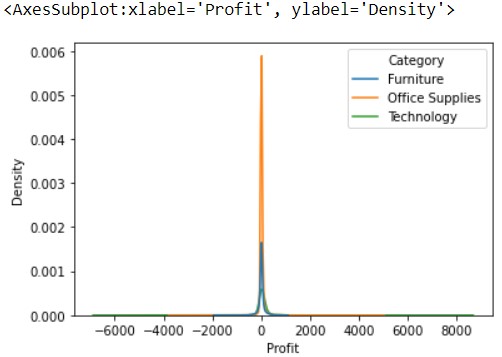 <AxesSubplot:xlabel='Profit', ylabel='Density'>
0.006
0.005
0.004
0.003
0.002
0.001
0.000
Density
Category
Furniture
Office Supplies
Technology
−6000 −4000 −2000 0 2000 4000 6000 8000
Profit